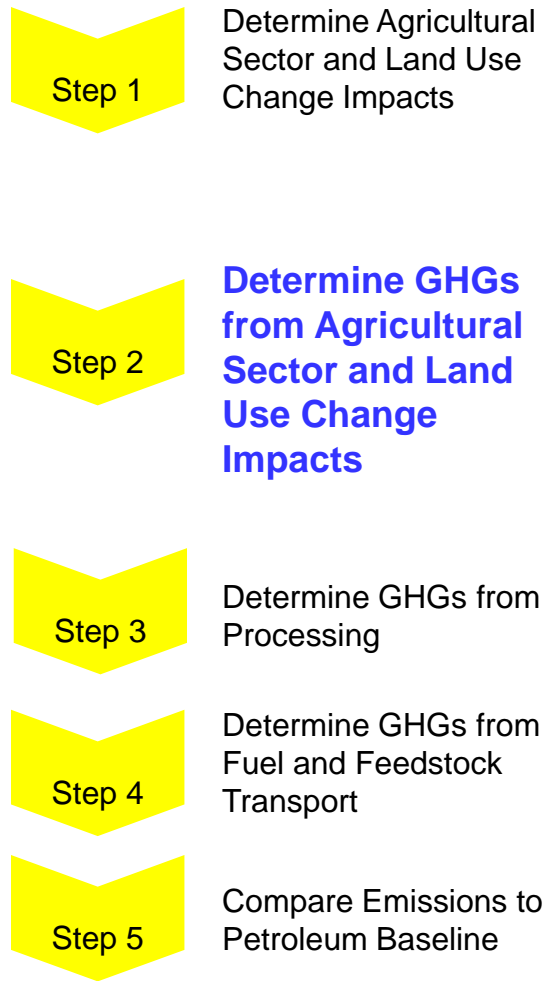 Step 1
Determine Agricultural
Sector and Land Use
Change Impacts
Step 2
Determine GHGs
from Agricultural
Sector and Land
Use Change
Impacts
Step 3
Determine GHGs from
Processing
Step 4
Determine GHGs from
Fuel and Feedstock
Transport
Step 5
Compare Emissions to
Petroleum Baseline